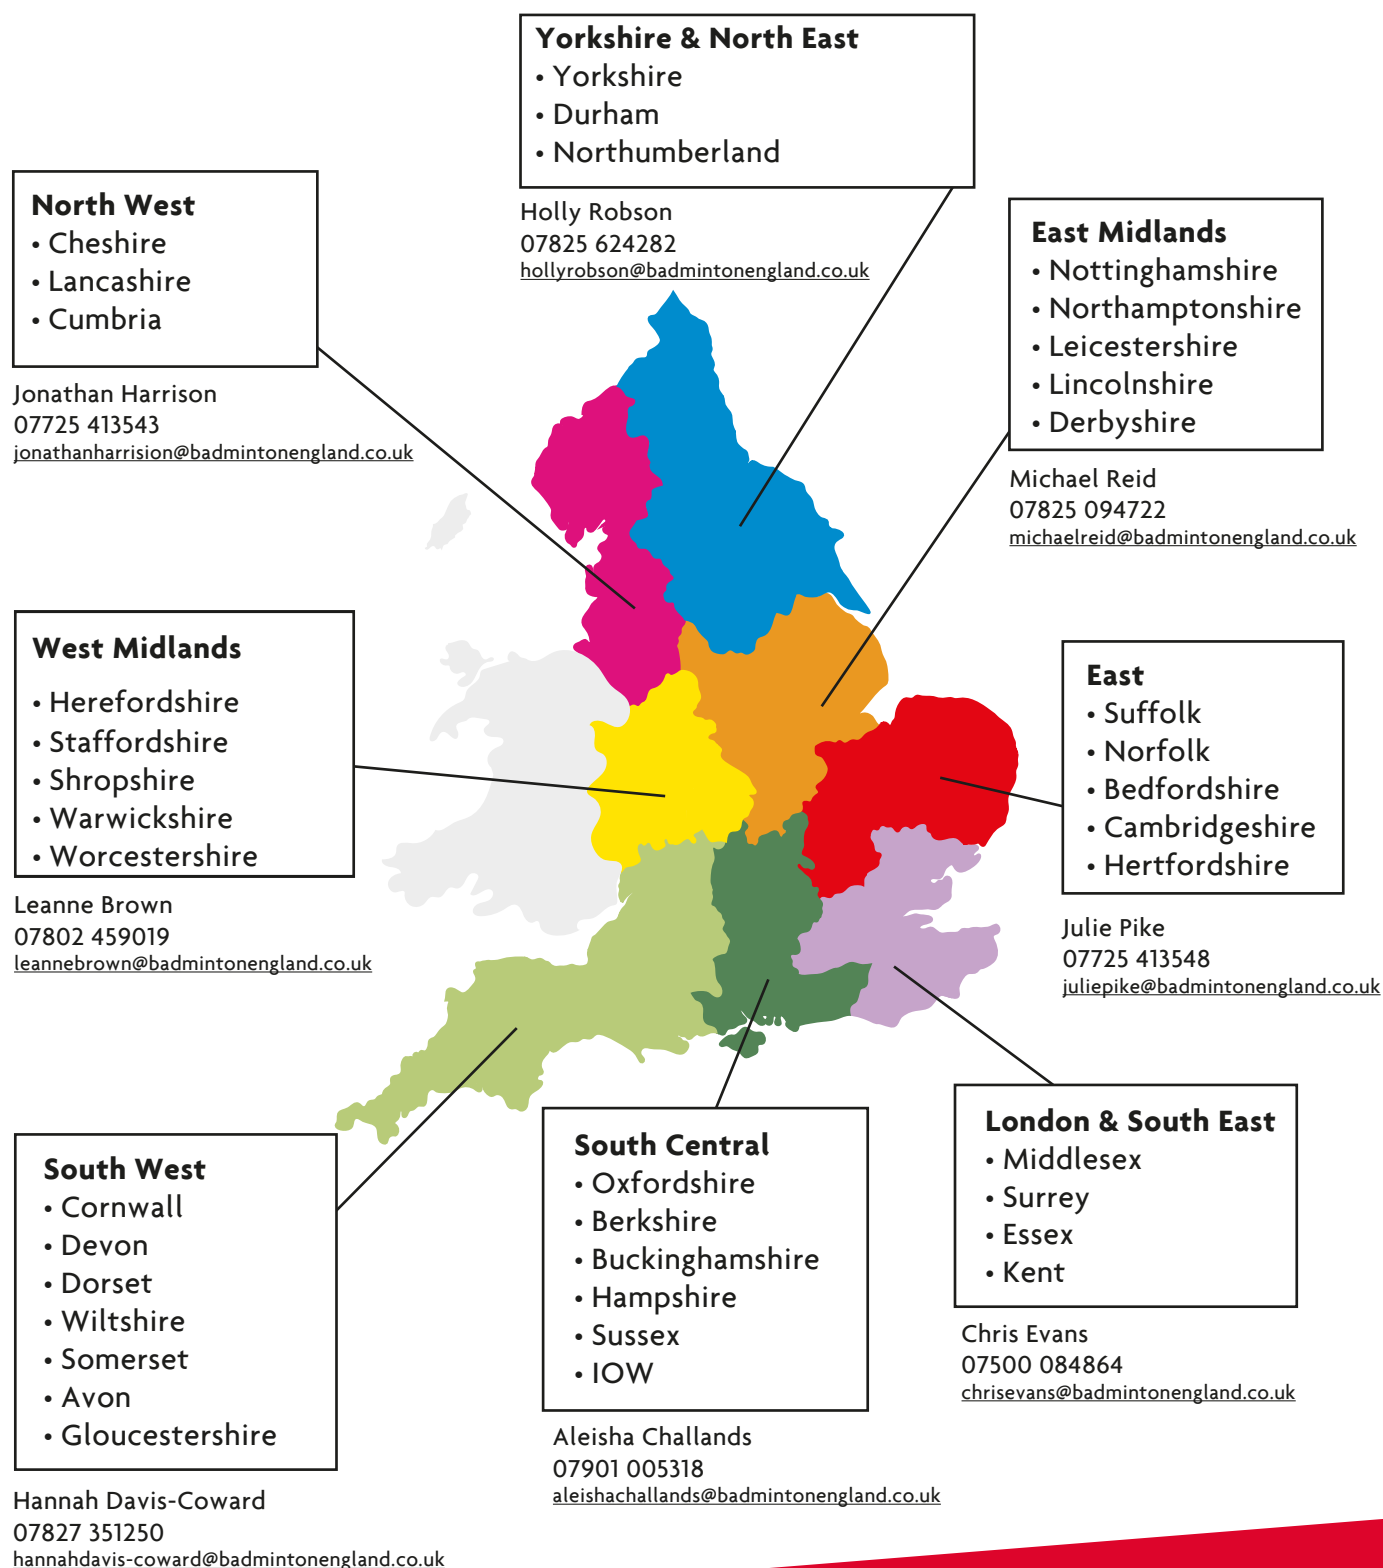 Yorkshire & North East
• Yorkshire
• Durham
• Northumberland
Holly Robson
07825 624282
hollyrobson@badmintonengland.co.uk
North West
• Cheshire
• Lancashire
• Cumbria
Jonathan Harrison
07725 413543
jonathanharrision@badmintonengland.co.uk
East Midlands
• Nottinghamshire
• Northamptonshire
• Leicestershire
• Lincolnshire
• Derbyshire
Michael Reid
07825 094722
michaelreid@badmintonengland.co.uk
West Midlands
• Herefordshire
• Staffordshire
• Shropshire
• Warwickshire
• Worcestershire
Leanne Brown
07802 459019
leannebrown@badmintonengland.co.uk
East
• Suffolk
• Norfolk
• Bedfordshire
• Cambridgeshire
• Hertfordshire
Julie Pike
07725 413548
juliepike@badmintonengland.co.uk
South West
• Cornwall
• Devon
• Dorset
• Wiltshire
• Somerset
• Avon
• Gloucestershire
Hannah Davis-Coward
07827 351250
hannahdavis-coward@badmintonengland.co.uk
South Central
• Oxfordshire
• Berkshire
• Buckinghamshire
• Hampshire
• Sussex
• IOW
Aleisha Challands
07901 005318
aleishachallands@badmintonengland.co.uk
London & South East
• Middlesex
• Surrey
• Essex
• Kent
Chris Evans
07500 084864
chrisevans@badmintonengland.co.uk